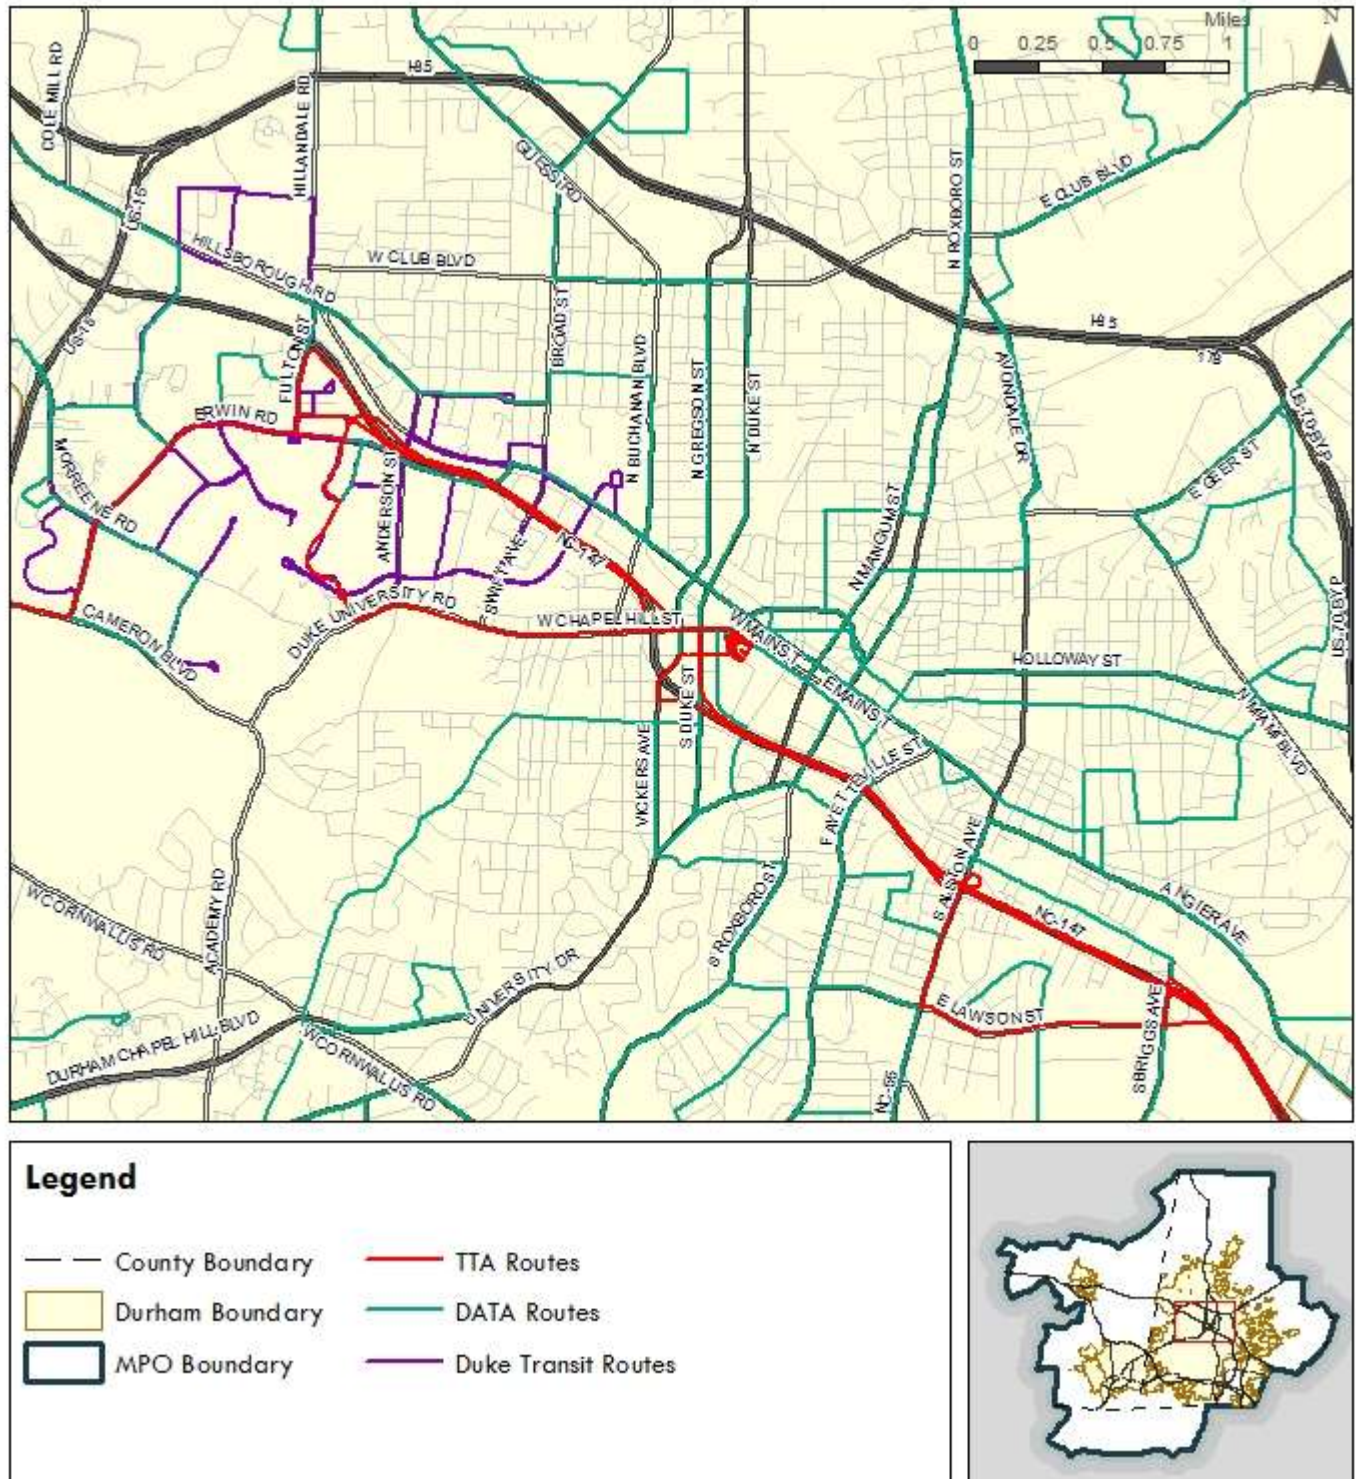 Miles
N
0 0.25 0.5 0.75 1
COLE MILL RD
I-85
HILLANDALE RD
GUESS RD
N ROXBORO ST
E CLUB BLVD
US-15
HILLSBOROUGH RD
W CLUB BLVD
US-15
FULTON ST
BROAD ST
N BUCHANAN BLVD
N GREGSON ST
N DUKE ST
I-85
178
AVONDALE DR
US 70 BYP
ERWIN RD
MORREENE RD
ANDERSON ST
E GEER ST
N MANGUM ST
NC-147
SWIFT AVE
CAMERON BLVD
DUKE UNIVERSITY RD
W CHAPEL HILL ST
W MAIN ST
US 70 BYP
HOLLOWAY ST
E MAIN ST
N MIAMI BLVD
S DUKE ST
VICKERS AVE
FAYETTEVILLE ST
S ALSTON AVE
W CORNWALLIS RD
ACADEMY RD
S ROXBORO ST
ANGIER AVE
NC-147
UNIVERSITY DR
E LAWSON ST
S BRIGGS AVE
DURHAM CHAPEL HILL BLVD
W CORNWALLIS RD
NC-55
Legend
County Boundary
TTA Routes
Durham Boundary
DATA Routes
MPO Boundary
Duke Transit Routes